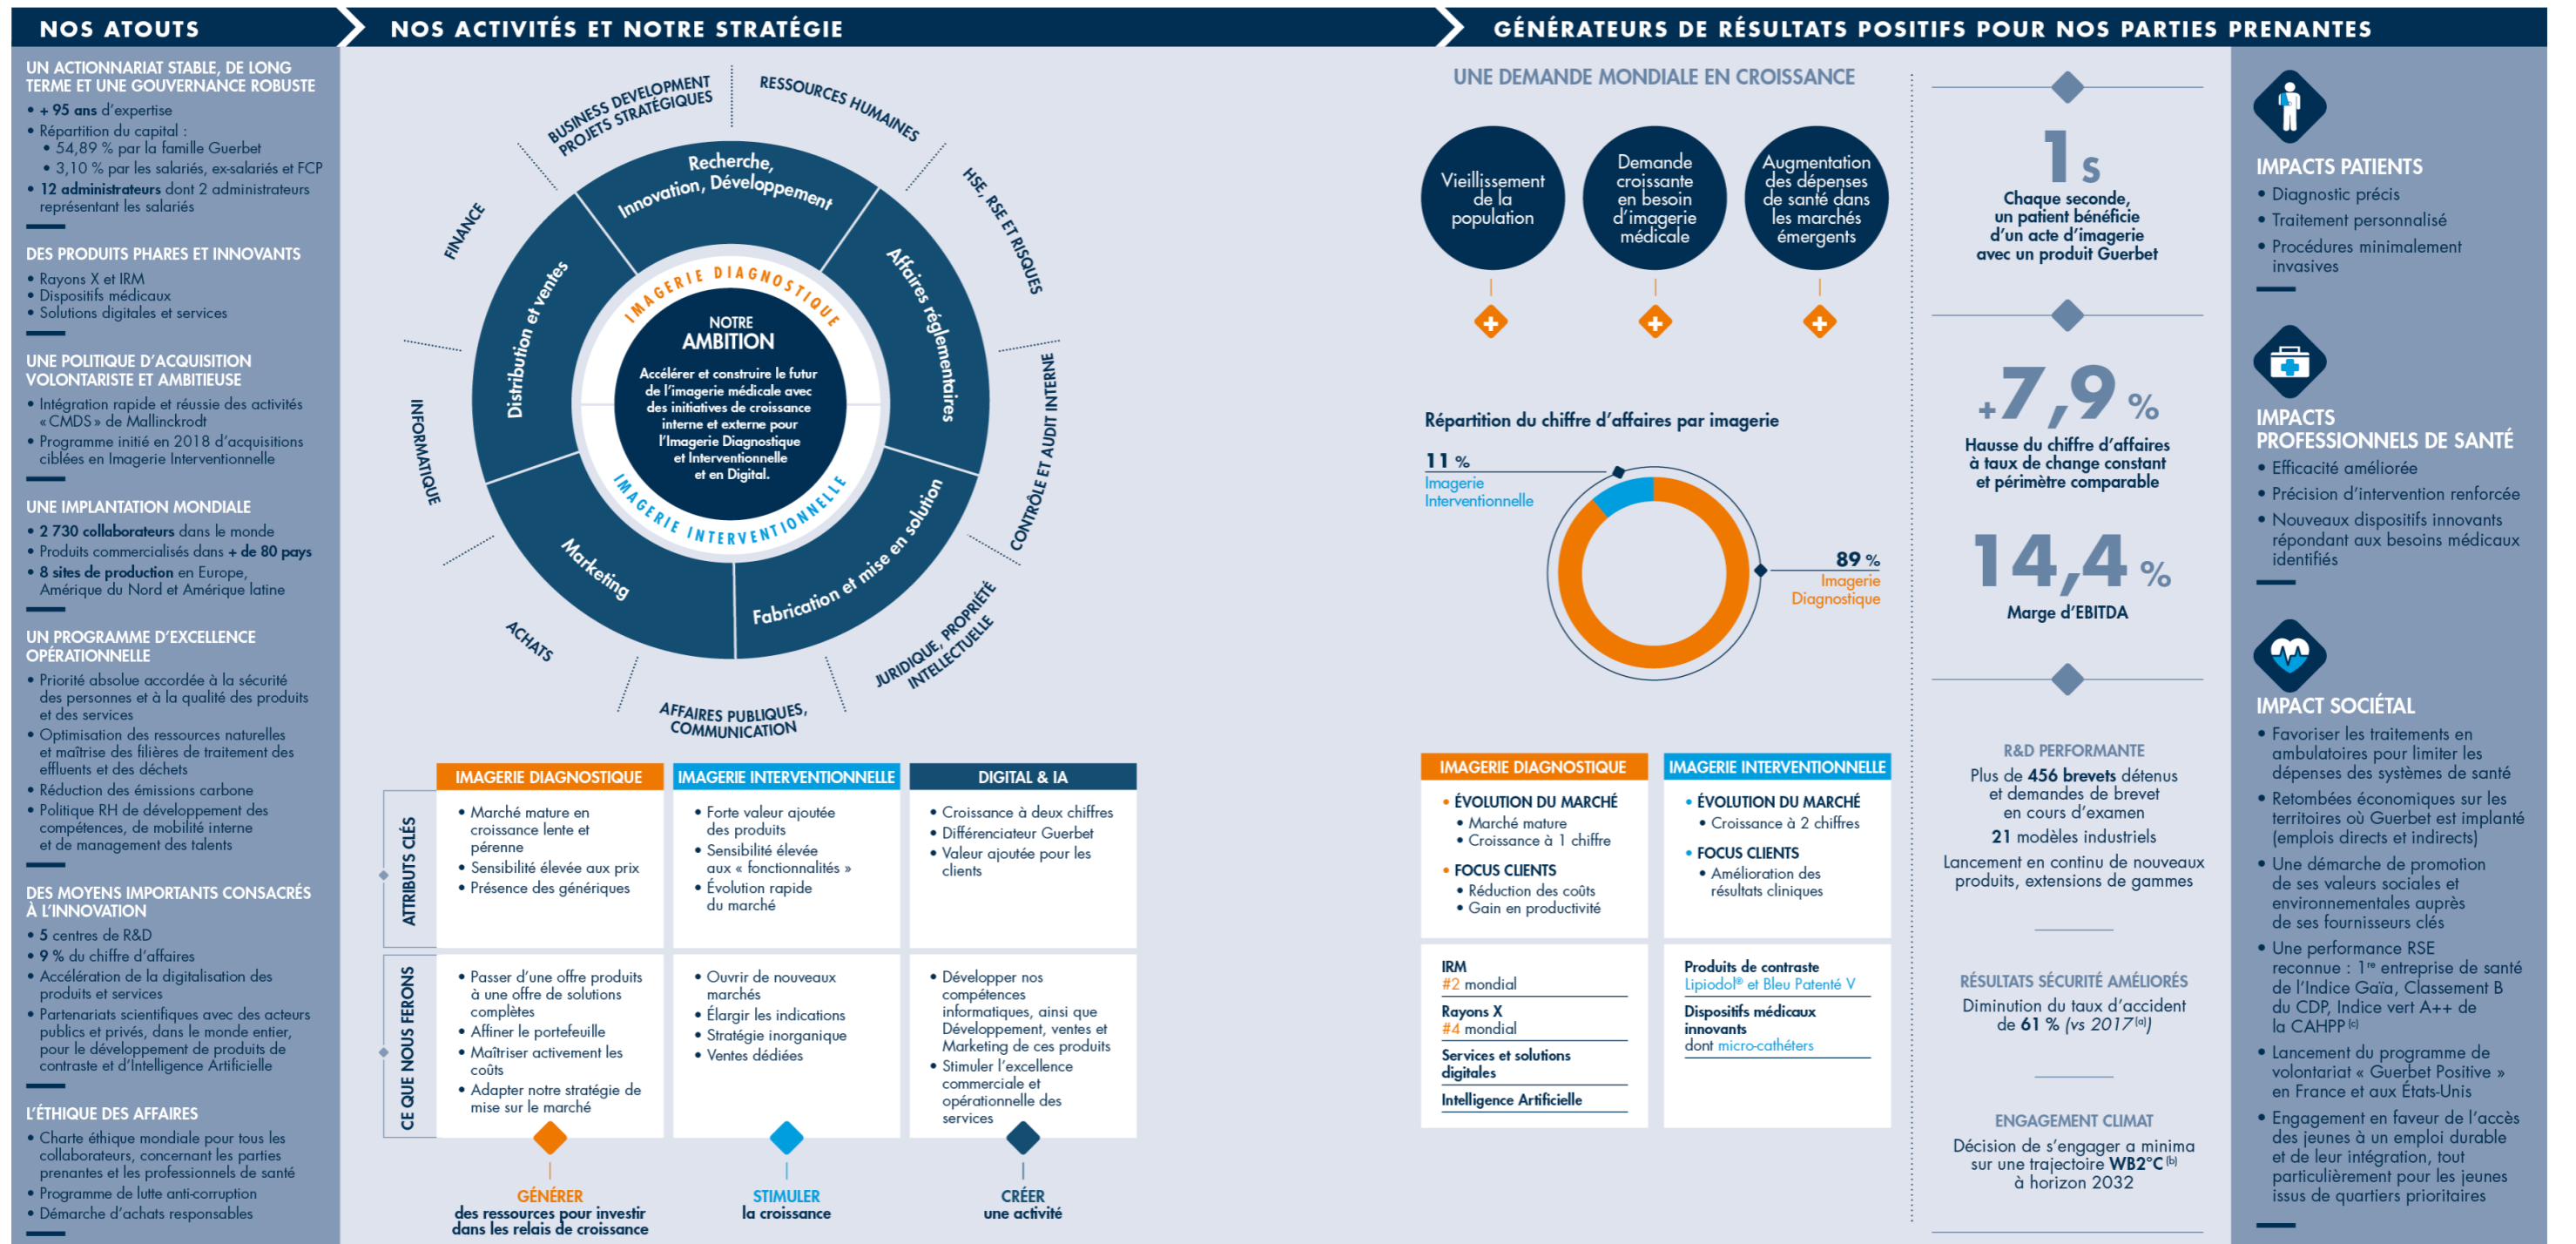 NOS ATOUTS
UN ACTIONNARIAT STABLE, DE LONG
TERME ET UNE GOUVERNANCE ROBUSTE
• + 95 ans d'expertise
• Répartition du capital :
• 54,89 % par la famille Guerbet
• 3,10 % par les salariés, ex-salariés et FCP
• 12 administrateurs dont 2 administrateurs
représentant les salariés
DES PRODUITS PHARES ET INNOVANTS
• Rayons X et IRM
• Dispositifs médicaux
• Solutions digitales et services
UNE POLITIQUE D'ACQUISITION
VOLONTARISTE ET AMBITIEUSE
• Intégration rapide et réussie des activités
« CMDS » de Mallinckrodt
• Programme initié en 2018 d'acquisitions
ciblées en Imagerie Interventionnelle
UNE IMPLANTATION MONDIALE
• 2 730 collaborateurs dans le monde
• Produits commercialisés dans + de 80 pays
• 8 sites de production en Europe,
Amérique du Nord et Amérique latine
UN PROGRAMME D'EXCELLENCE
OPÉRATIONNELLE
• Priorité absolue accordée à la sécurité
des personnes et à la qualité des produits
et des services
• Optimisation des ressources naturelles
et maîtrise des filières de traitement des
effluents et des déchets
• Réduction des émissions carbone
• Politique RH de développement des
compétences, de mobilité interne
et de management des talents
DES MOYENS IMPORTANTS CONSACRÉS
À L'INNOVATION
• 5 centres de R&D
• 9 % du chiffre d'affaires
• Accélération de la digitalisation des
produits et services
• Partenariats scientifiques avec des acteurs
publics et privés, dans le monde entier,
pour le développement de produits de
contraste et d'Intelligence Artificielle
L'ÉTHIQUE DES AFFAIRES
• Charte éthique mondiale pour tous les
collaborateurs, concernant les parties
prenantes et les professionnels de santé
• Programme de lutte anti-corruption
• Démarche d'achats responsables
NOS ACTIVITÉS ET NOTRE STRATÉGIE
BUSINESS DEVELOPMENT
PROJETS STRATÉGIQUES
RESSOURCES HUMAINES
HSE, RSE ET RISQUES
CONTRÔLE ET AUDIT INTERNE
JURIDIQUE, PROPRIÉTÉ
INTELLECTUELLE
AFFAIRES PUBLIQUES,
COMMUNICATION
ACHATS
INFORMATIQUE
FINANCE
Recherche,
Innovation, Développement
Affaires réglementaires
Fabrication et mise en solution
Marketing
Distribution et ventes
IMAGERIE DIAGNOSTIQUE
NOTRE
AMBITION
Accélérer et construire le futur
de l'imagerie médicale avec
des initiatives de croissance
interne et externe pour
l'Imagerie Diagnostique
et Interventionnelle
et en Digital.
IMAGERIE INTERVENTIONNELLE
ATTRIBUTS CLÉS
CE QUE NOUS FERONS
IMAGERIE DIAGNOSTIQUE
• Marché mature en
croissance lente et
pérenne
• Sensibilité élevée aux prix
• Présence des génériques
• Passer d'une offre produits
à une offre de solutions
complètes
• Affiner le portefeuille
• Maîtriser activement les
coûts
• Adapter notre stratégie de
mise sur le marché
GÉNÉRER
des ressources pour investir
dans les relais de croissance
IMAGERIE INTERVENTIONNELLE
• Forte valeur ajoutée
des produits
• Sensibilité élevée
aux « fonctionnalités »
• Évolution rapide
du marché
• Ouvrir de nouveaux
marchés
• Élargir les indications
• Stratégie inorganique
• Ventes dédiées
STIMULER
la croissance
DIGITAL & IA
• Croissance à deux chiffres
• Différenciateur Guerbet
• Valeur ajoutée pour les
clients
• Développer nos
compétences
informatiques, ainsi que
Développement, ventes et
Marketing de ces produits
• Stimuler l'excellence
commerciale et
opérationnelle des
services
CRÉER
une activité
GÉNÉRATEURS DE RÉSULTATS POSITIFS POUR NOS PARTIES PRENANTES
UNE DEMANDE MONDIALE EN CROISSANCE
Vieillissement
de la
population
Demande
croissante
en besoin
d'imagerie
médicale
Augmentation
des dépenses
de santé dans
les marchés
émergents
Répartition du chiffre d'affaires par imagerie
11 %
Imagerie
Interventionnelle
89 %
Imagerie
Diagnostique
IMAGERIE DIAGNOSTIQUE
• ÉVOLUTION DU MARCHÉ
• Marché mature
• Croissance à 1 chiffre
• FOCUS CLIENTS
• Réduction des coûts
• Gain en productivité
IRM
#2 mondial
Rayons X
#4 mondial
Services et solutions
digitales
Intelligence Artificielle
IMAGERIE INTERVENTIONNELLE
• ÉVOLUTION DU MARCHÉ
• Croissance à 2 chiffres
• FOCUS CLIENTS
• Amélioration des
résultats cliniques
Produits de contraste
Lipiodol® et Bleu Patenté V
Dispositifs médicaux
innovants
dont micro-cathéters
1 s
Chaque seconde,
un patient bénéficie
d'un acte d'imagerie
avec un produit Guerbet
+7,9 %
Hausse du chiffre d'affaires
à taux de change constant
et périmètre comparable
14,4 %
Marge d'EBITDA
R&D PERFORMANTE
Plus de 456 brevets détenus
et demandes de brevet
en cours d'examen
21 modèles industriels
Lancement en continu de nouveaux
produits, extensions de gammes
RÉSULTATS SÉCURITÉ AMÉLIORÉS
Diminution du taux d'accident
de 61 % (vs 2017(a))
ENGAGEMENT CLIMAT
Décision de s'engager a minima
sur une trajectoire WB2°C (b)
à horizon 2032
IMPACTS PATIENTS
• Diagnostic précis
• Traitement personnalisé
• Procédures minimalement
invasives
IMPACTS
PROFESSIONNELS DE SANTÉ
• Efficacité améliorée
• Précision d'intervention renforcée
• Nouveaux dispositifs innovants
répondant aux besoins médicaux
identifiés
IMPACT SOCIÉTAL
• Favoriser les traitements en
ambulatoires pour limiter les
dépenses des systèmes de santé
• Retombées économiques sur les
territoires où Guerbet est implanté
(emplois directs et indirects)
• Une démarche de promotion
de ses valeurs sociales et
environnementales auprès
de ses fournisseurs clés
• Une performance RSE
reconnue : 1re entreprise de santé
de l'Indice Gaïa, Classement B
du CDP, Indice vert A++ de
la CAHPP (c)
• Lancement du programme de
volontariat « Guerbet Positive »
en France et aux États-Unis
• Engagement en faveur de l'accès
des jeunes à un emploi durable
et de leur intégration, tout
particulièrement pour les jeunes
issus de quartiers prioritaires